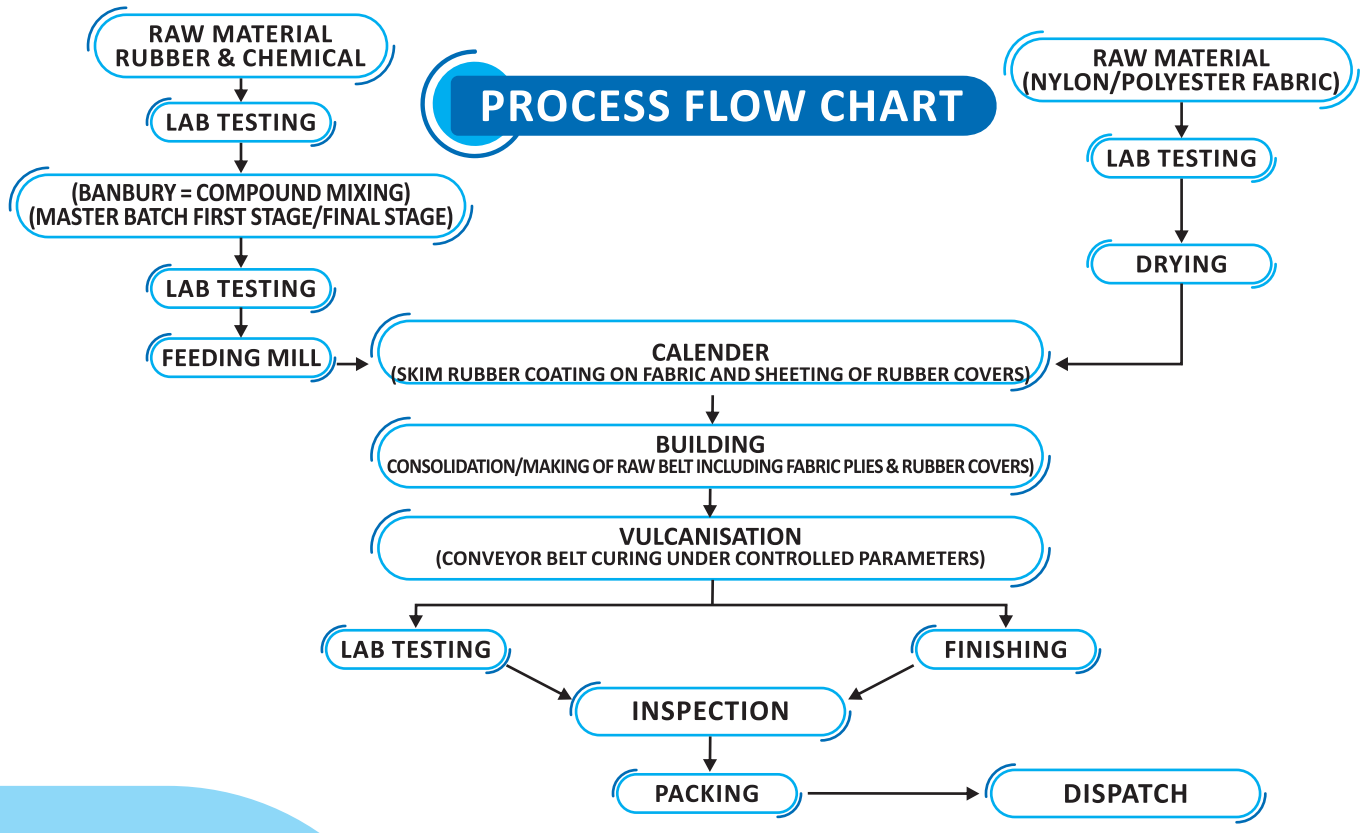 PROCESS FLOW CHART
RAW MATERIAL
RUBBER & CHEMICAL
LAB TESTING
(BANBURY = COMPOUND MIXING)
(MASTER BATCH FIRST STAGE/FINAL STAGE)
LAB TESTING
FEEDING MILL
RAW MATERIAL
(NYLON/POLYESTER FABRIC)
LAB TESTING
DRYING
CALENDER
(SKIM RUBBER COATING ON FABRIC AND SHEETING OF RUBBER COVERS)
BUILDING
CONSOLIDATION/MAKING OF RAW BELT INCLUDING FABRIC PLIES & RUBBER COVERS)
VULCANISATION
(CONVEYOR BELT CURING UNDER CONTROLLED PARAMETERS)
LAB TESTING
FINISHING
INSPECTION
PACKING
DISPATCH